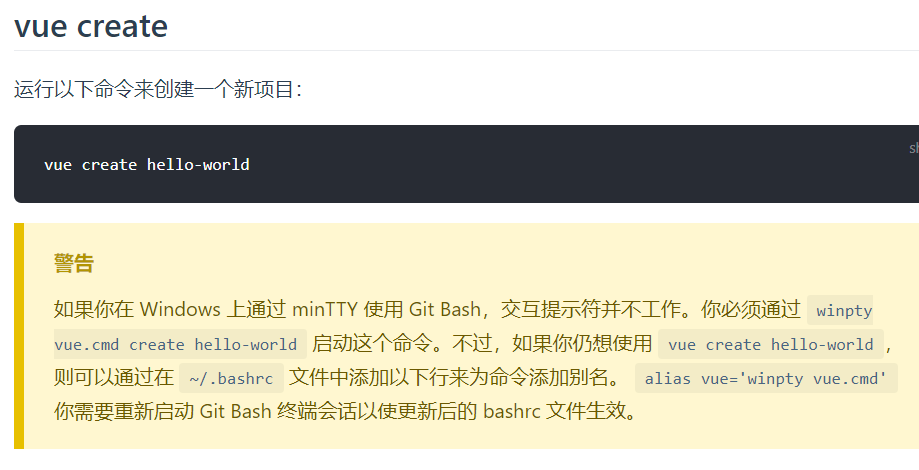 vue create
运行以下命令来创建一个新项目：
sh
vue create hello-world
警告
如果你在 Windows 上通过 minTTY 使用 Git Bash，交互提示符并不工作。你必须通过 winpty
vue.cmd create hello-world 启动这个命令。不过，如果你仍想使用 vue create hello-world，
则可以通过在 ~/.bashrc 文件中添加以下行来为命令添加别名。 alias vue='winpty vue.cmd'
你需要重新启动 Git Bash 终端会话以使更新后的 bashrc 文件生效。